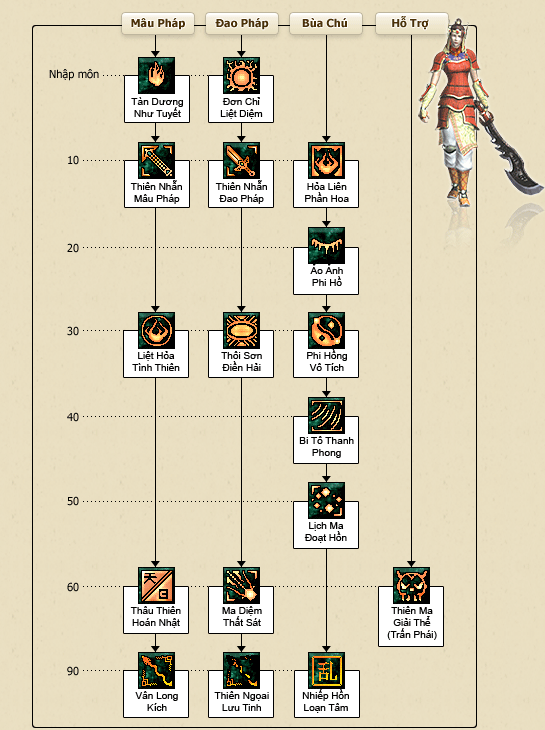 Mâu Pháp Đao Pháp Bùa Chú Hỗ Trợ
Nhập môn
Tàn Dương
Như Tuyết
Đơn Chỉ
Liệt Diệm
10
Thiên Nhẫn
Mâu Pháp
Thiên Nhẫn
Đao Pháp
Hỏa Liên
Phần Hoa
20
Ảo Ảnh
Phi Hồ
30
Liệt Hỏa
Tình Thiên
Thôi Sơn
Điền Hải
Phi Hồng
Vô Tích
40
Bi Tô Thanh
Phong
50
Lịch Ma
Đoạt Hồn
60
天
日
Thâu Thiên
Hoán Nhật
Ma Diệm
Thất Sát
Thiên Ma
Giải Thể
(Trấn Phái)
90
乱
Vân Long
Kích
Thiên Ngoại
Lưu Tinh
Nhiếp Hồn
Loạn Tâm